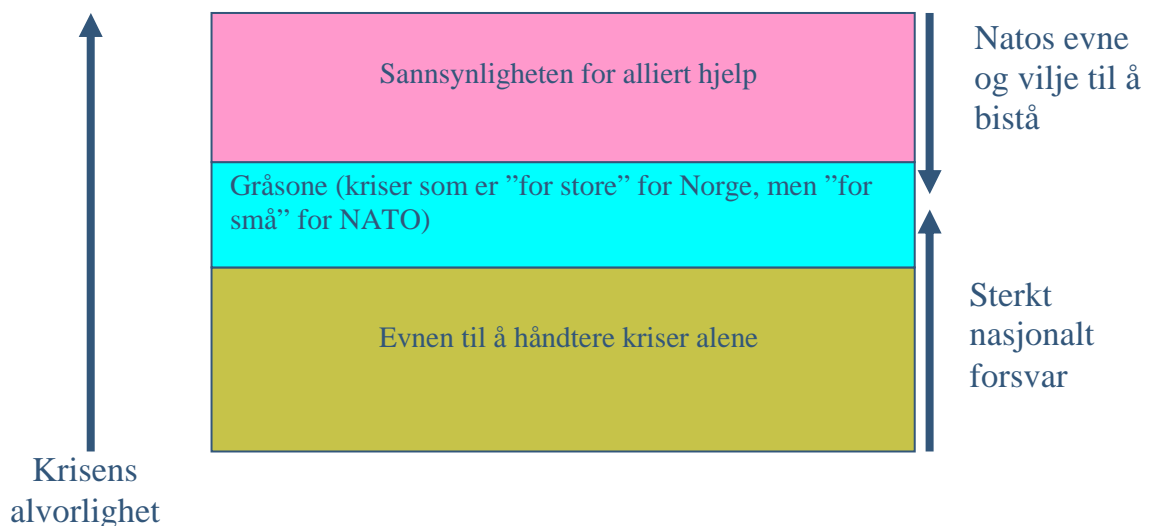 Sannsynligheten for alliert hjelp
Natos evne
og vilje til å
bistå
Gråsone (kriser som er ”for store” for Norge, men ”for
små” for NATO)
Evnen til å håndtere kriser alene
Sterkt
nasjonalt
forsvar
Krisens
alvorlighet